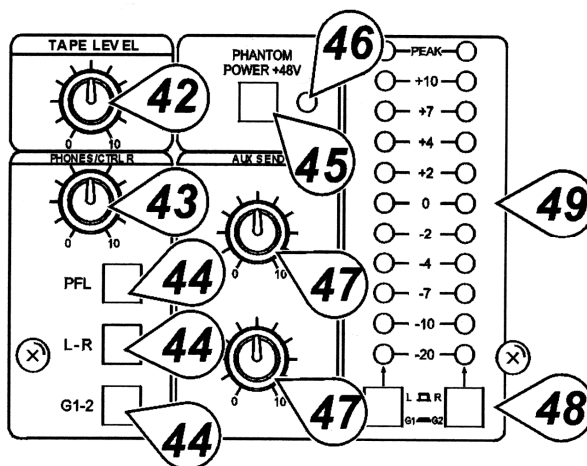 TAPE LEVEL
42
0 10
PHONES/CTRL R
43
0 10
PFL
44
L-R
44
G1-2
44
PHANTOM
POWER +48V
46
45
AUX SEND
47
0 10
47
0 10
PEAK
+10
+7
+4
+2
0
-2
-4
-7
-10
-20
49
L R
G1 G2
48